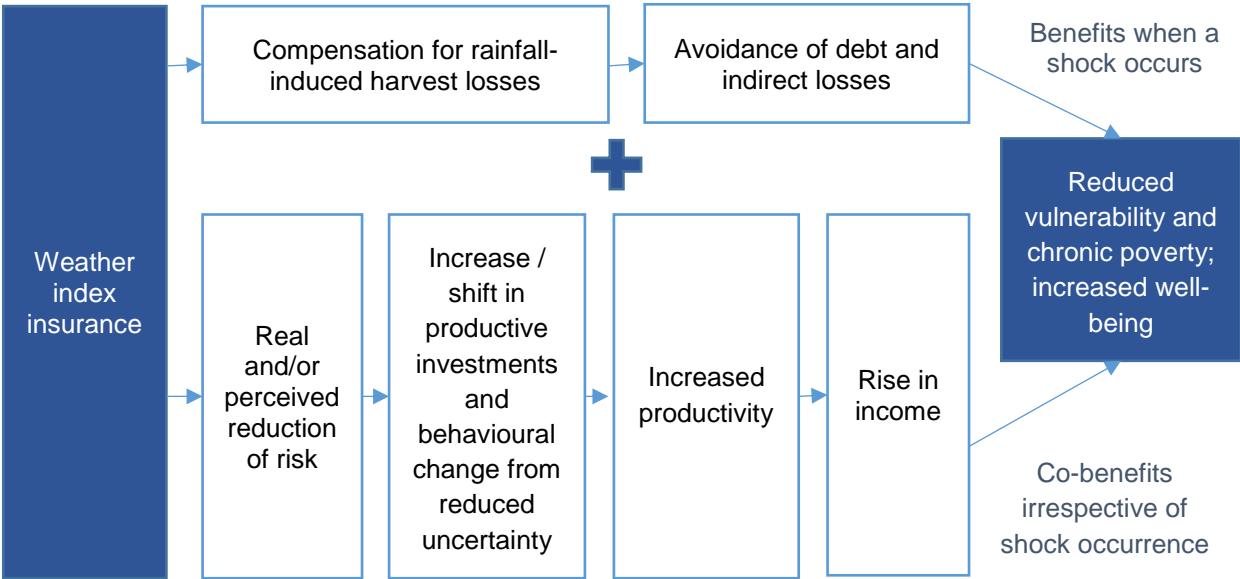 Weather
index
insurance
Compensation for rainfall-
induced harvest losses
Avoidance of debt and
indirect losses
Benefits when a
shock occurs
Real
and/or
perceived
reduction
of risk
Increase /
shift in
productive
investments
and
behavioural
change from
reduced
uncertainty
Increased
productivity
Rise in
income
Reduced
vulnerability and
chronic poverty;
increased well-
being
Co-benefits
irrespective of
shock occurrence